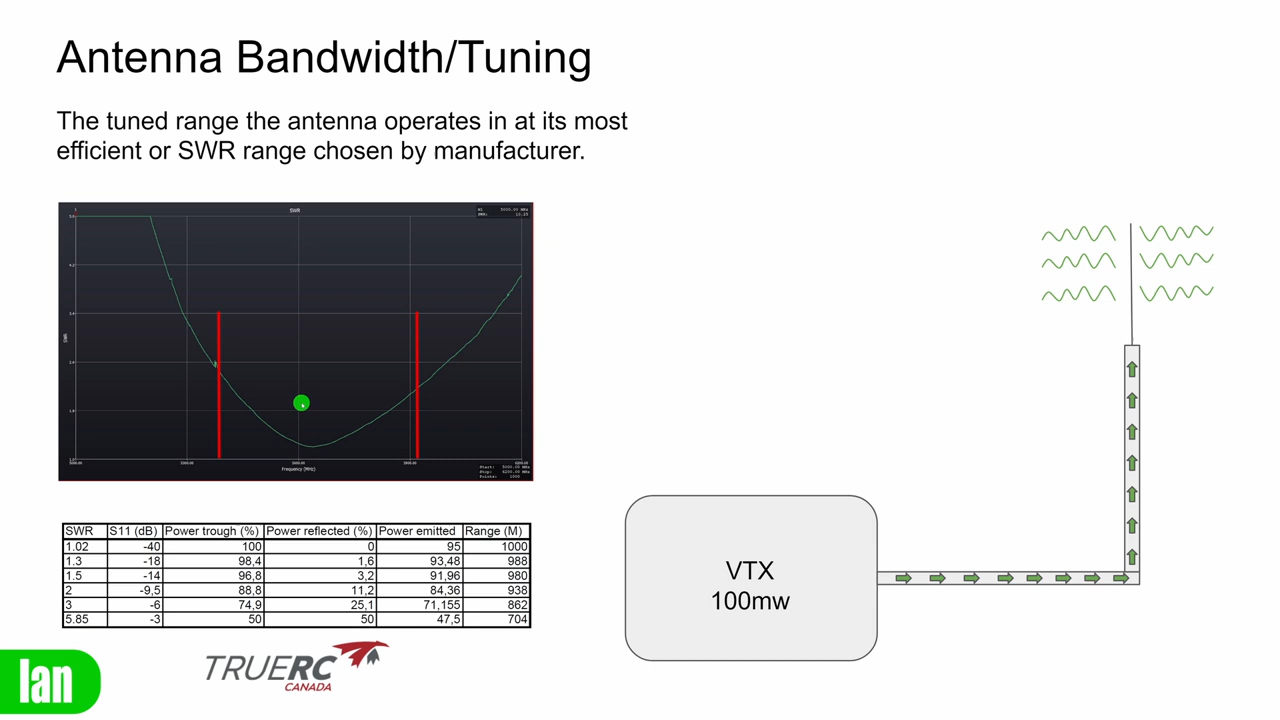 Antenna Bandwidth/Tuning
The tuned range the antenna operates in at its most
efficient or SWR range chosen by manufacturer.
SWR
SWR
Frequency (MHz)
SWR S11 (dB) Power trough (%) Power reflected (%) Power emitted Range (M)
1.02 -40 100 0 95 1000
1.3 -18 98,4 1,6 93,48 988
1.5 -14 96,8 3,2 91,96 980
2 -9,5 88,8 11,2 84,36 938
3 -6 74,9 25,1 71,155 862
5.85 -3 50 50 47,5 704
VTX
100mw
TRUERC
CANADA
Ian